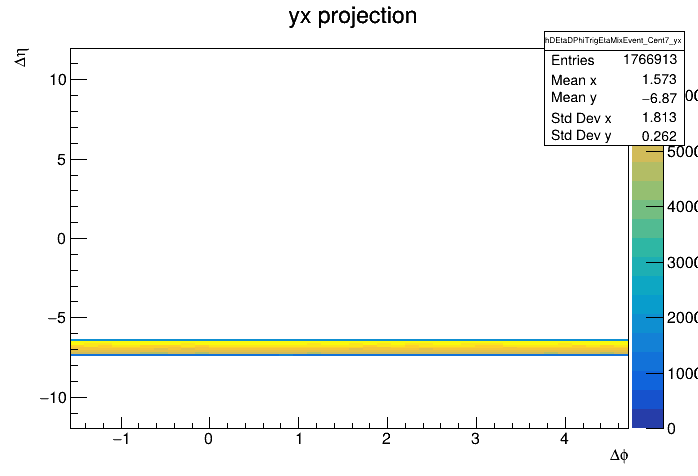 yx projection
hDEtaDPhiTrigEtaMixEvent_Cent7_yx
Entries 1766913
Mean x 1.573
Mean y −6.87
Std Dev x 1.813
Std Dev y 0.262
Δη
10
5
0
−5
−10
−1 0 1 2 3 4
Δϕ
5000
4000
3000
2000
1000
0